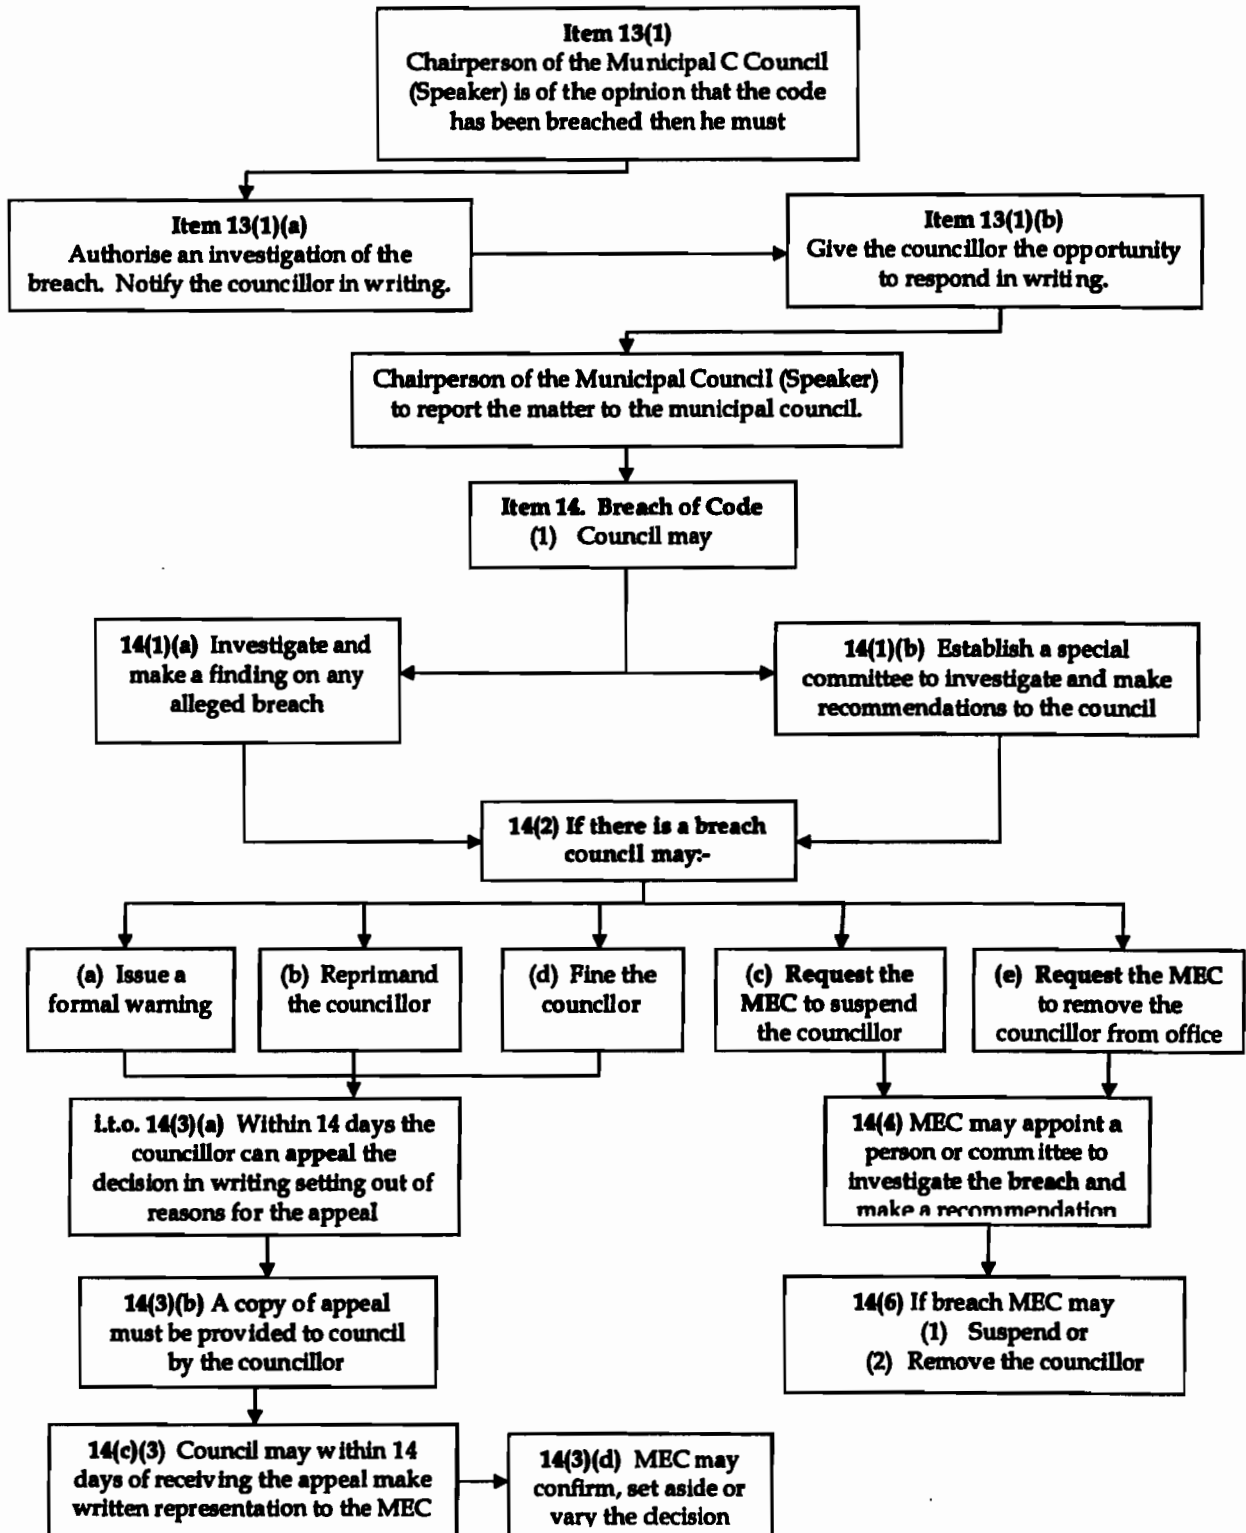 Item 13(1)
Chairperson of the Municipal C Council
(Speaker) is of the opinion that the code
has been breached then he must
Item 13(1)(a)
Authorise an investigation of the
breach. Notify the councillor in writing.
Item 13(1)(b)
Give the councillor the opportunity
to respond in writing.
Chairperson of the Municipal Council (Speaker)
to report the matter to the municipal council.
Item 14. Breach of Code
(1) Council may
14(1)(a) Investigate and
make a finding on any
alleged breach
14(1)(b) Establish a special
committee to investigate and make
recommendations to the council
14(2) If there is a breach
council may:-
(a) Issue a
formal warning
(b) Reprimand
the councillor
(d) Fine the
councllor
(c) Request the
MEC to suspend
the councillor
(e) Request the MEC
to remove the
councillor from office
i.t.o. 14(3)(a) Within 14 days the
councillor can appeal the
decision in writing setting out of
reasons for the appeal
14(4) MEC may appoint a
person or committee to
investigate the breach and
make a recommendation
14(3)(b) A copy of appeal
must be provided to council
by the councillor
14(6) If breach MEC may
(1) Suspend or
(2) Remove the councillor
14(c)(3) Council may within 14
days of receiving the appeal make
written representation to the MEC
14(3)(d) MEC may
confirm, set aside or
vary the decision